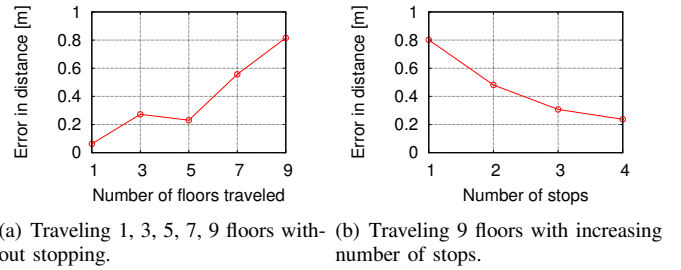 Error in distance [m]
1
0.8
0.6
0.4
0.2
0
1 3 5 7 9
Number of floors traveled
(a) Traveling 1, 3, 5, 7, 9 floors with-
out stopping.
Error in distance [m]
1
0.8
0.6
0.4
0.2
0
1 2 3 4
Number of stops
(b) Traveling 9 floors with increasing
number of stops.